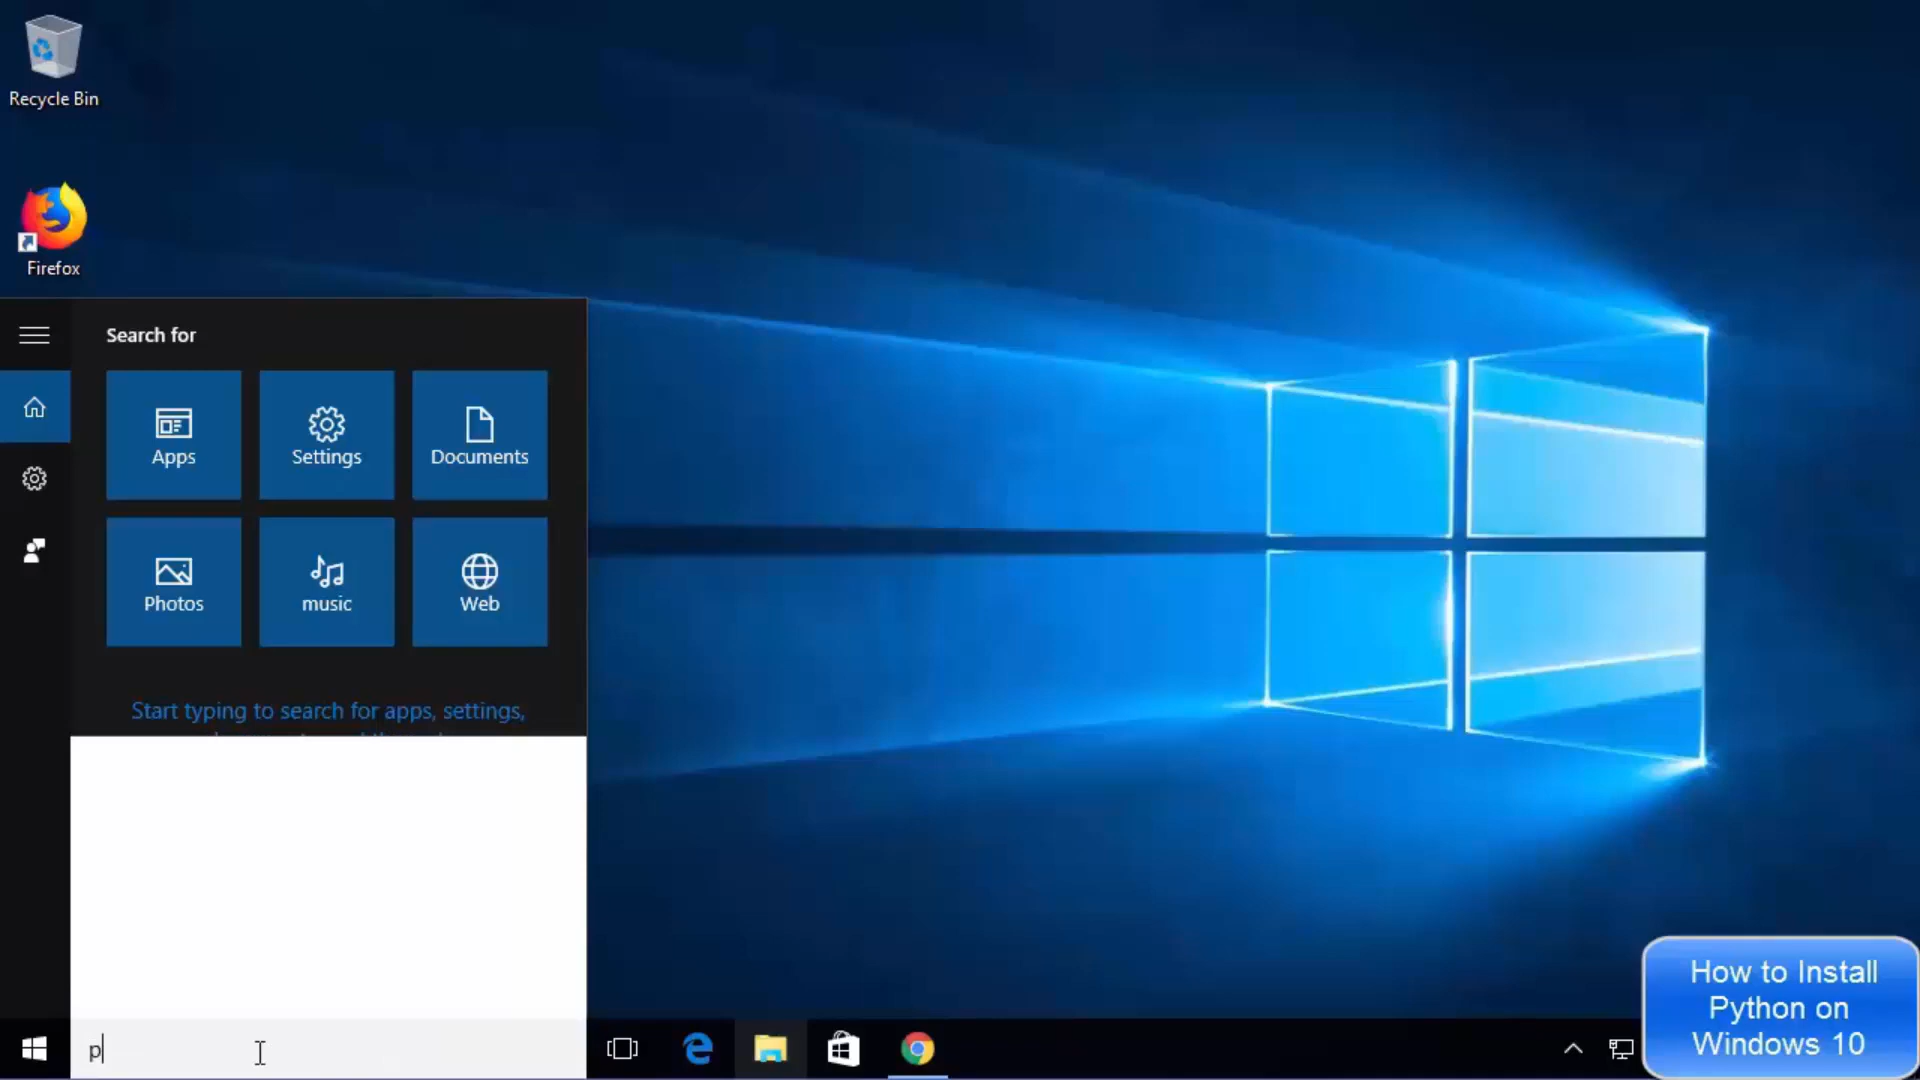 Recycle Bin
Firefox
Search for
Apps
Settings
Documents
Photos
music
Web
Start typing to search for apps, settings,
p
How to Install
Python on
Windows 10